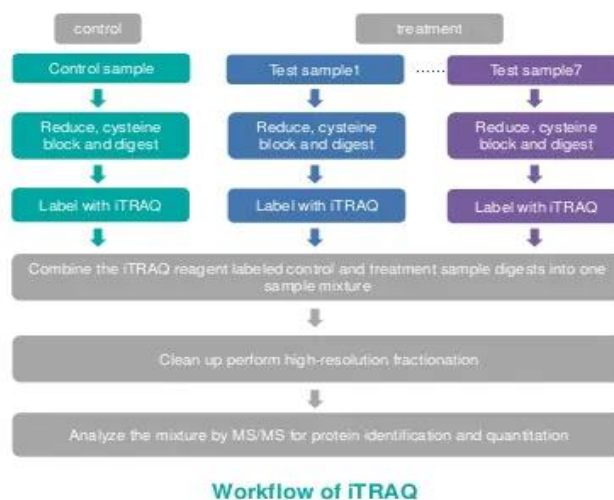 control
treatment
Control sample
Test sample1
......
Test sample7
Reduce, cysteine
block and digest
Reduce, cysteine
block and digest
Reduce, cysteine
block and digest
Label with iTRAQ
Label with iTRAQ
Label with iTRAQ
Combine the iTRAQ reagent labeled control and treatment sample digests into one
sample mixture
Clean up perform high-resolution fractionation
Analyze the mixture by MS/MS for protein identification and quantitation
Workflow of iTRAQ